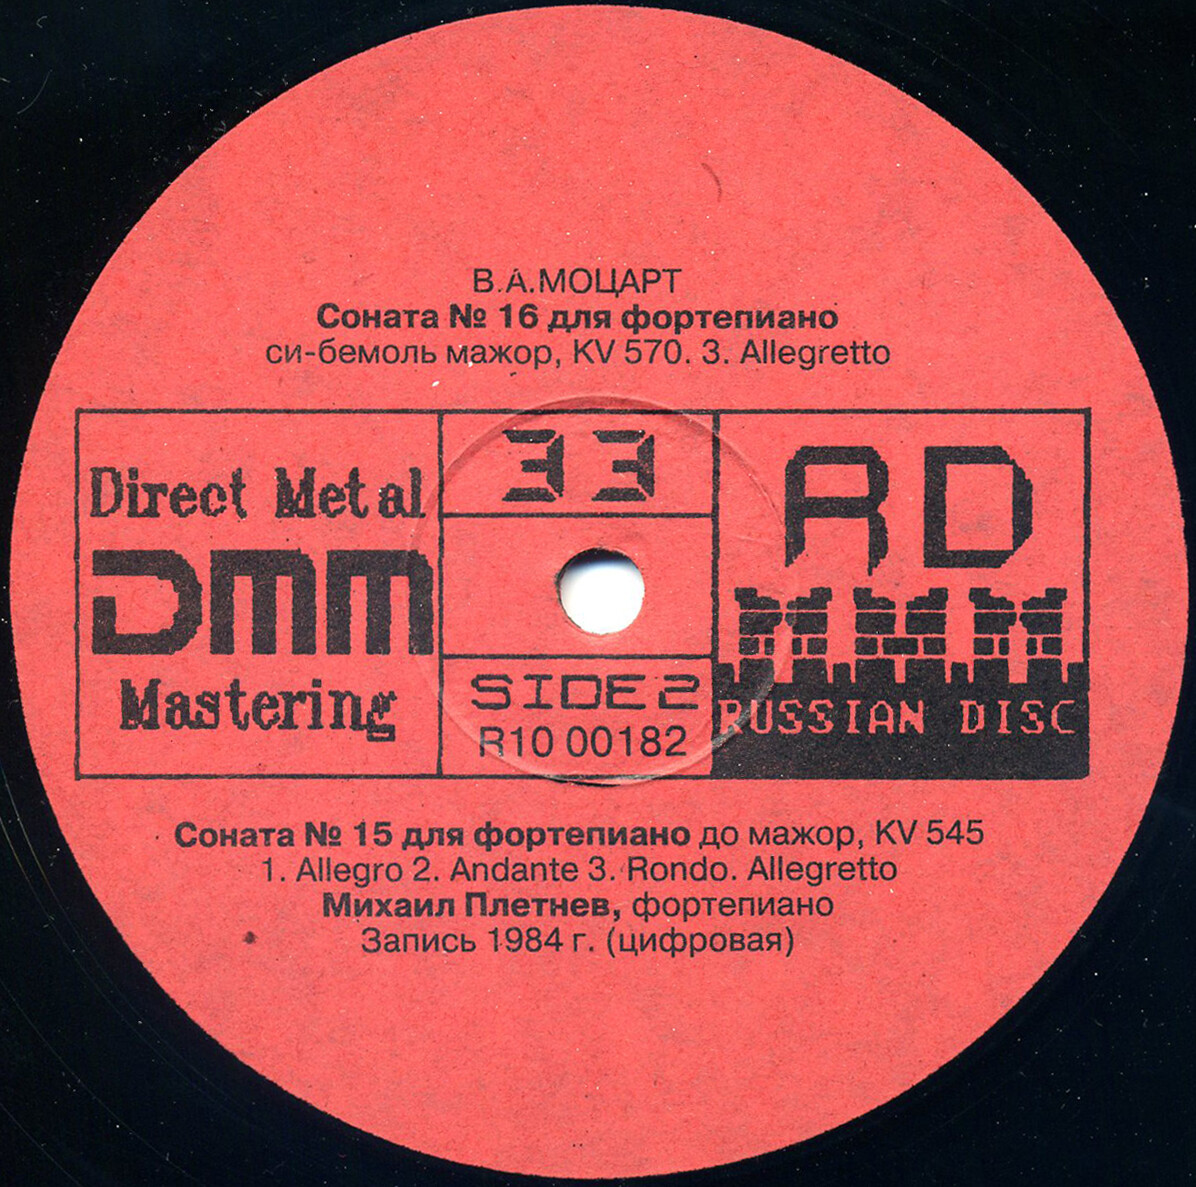 В.А.МОЦАРТ
Соната № 16 для фортепиано
си-бемоль мажор, KV 570. 3. Allegretto
Direct Metal
DMM
Mastering
33
SIDE 2
R10 00182
RD
RUSSIAN DISC
Соната № 15 для фортепиано до мажор, KV 545
1. Allegro 2. Andante 3. Rondo. Allegretto
Михаил Плетнев, фортепиано
Запись 1984 г. (цифровая)